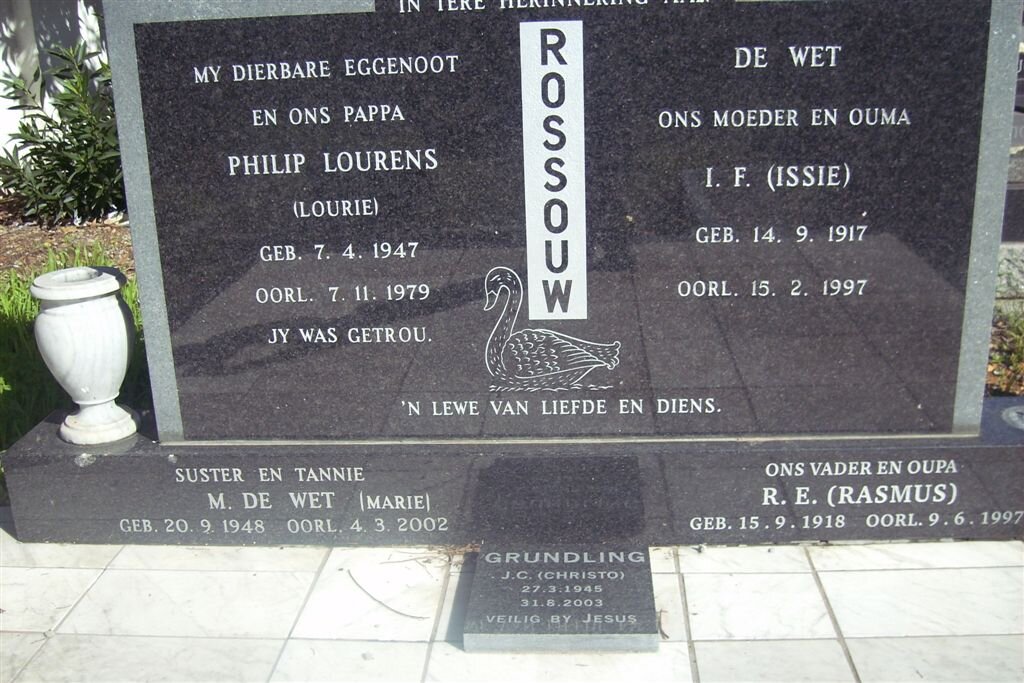 IN TERE HERINNERING AAN
ROSSOUW
MY DIERBARE EGGENOOT
EN ONS PAPPA
PHILIP LOURENS
(LOURIE)
GEB. 7. 4. 1947
OORL. 7. 11. 1979
JY WAS GETROU.
DE WET
ONS MOEDER EN OUMA
I. F. (ISSIE)
GEB. 14. 9. 1917
OORL. 15. 2. 1997
'N LEWE VAN LIEFDE EN DIENS.
SUSTER EN TANNIE
M. DE WET (MARIE)
GEB. 20. 9. 1948 OORL. 4. 3. 2002
ONS VADER EN OUPA
R. E. (RASMUS)
GEB. 15. 9. 1918 OORL. 9. 6. 1997
GRUNDLING
J.C. (CHRISTO)
27.3.1945
31.8.2003
VEILIG BY JESUS